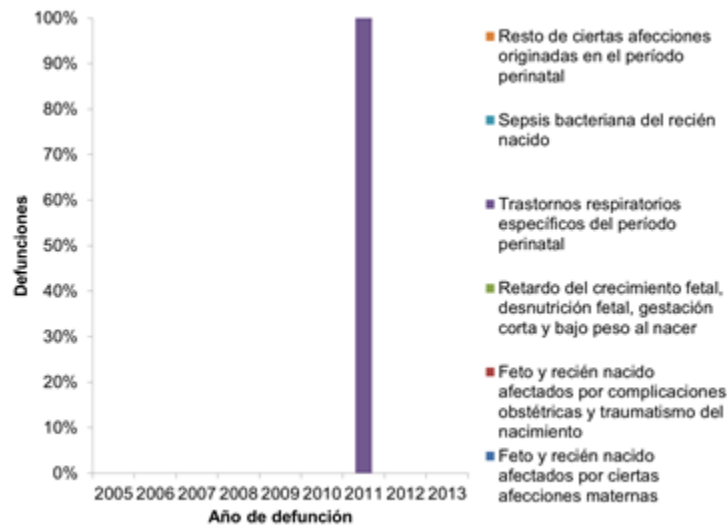 100%
90%
80%
70%
60%
50%
40%
30%
20%
10%
0%
Defunciones
2005 2006 2007 2008 2009 2010 2011 2012 2013
Año de defunción
Resto de ciertas afecciones
originadas en el período
perinatal
Sepsis bacteriana del recién
nacido
Trastornos respiratorios
específicos del período
perinatal
Retardo del crecimiento fetal,
desnutrición fetal, gestación
corta y bajo peso al nacer
Feto y recién nacido
afectados por complicaciones
obstétricas y traumatismo del
nacimiento
Feto y recién nacido
afectados por ciertas
afecciones maternas